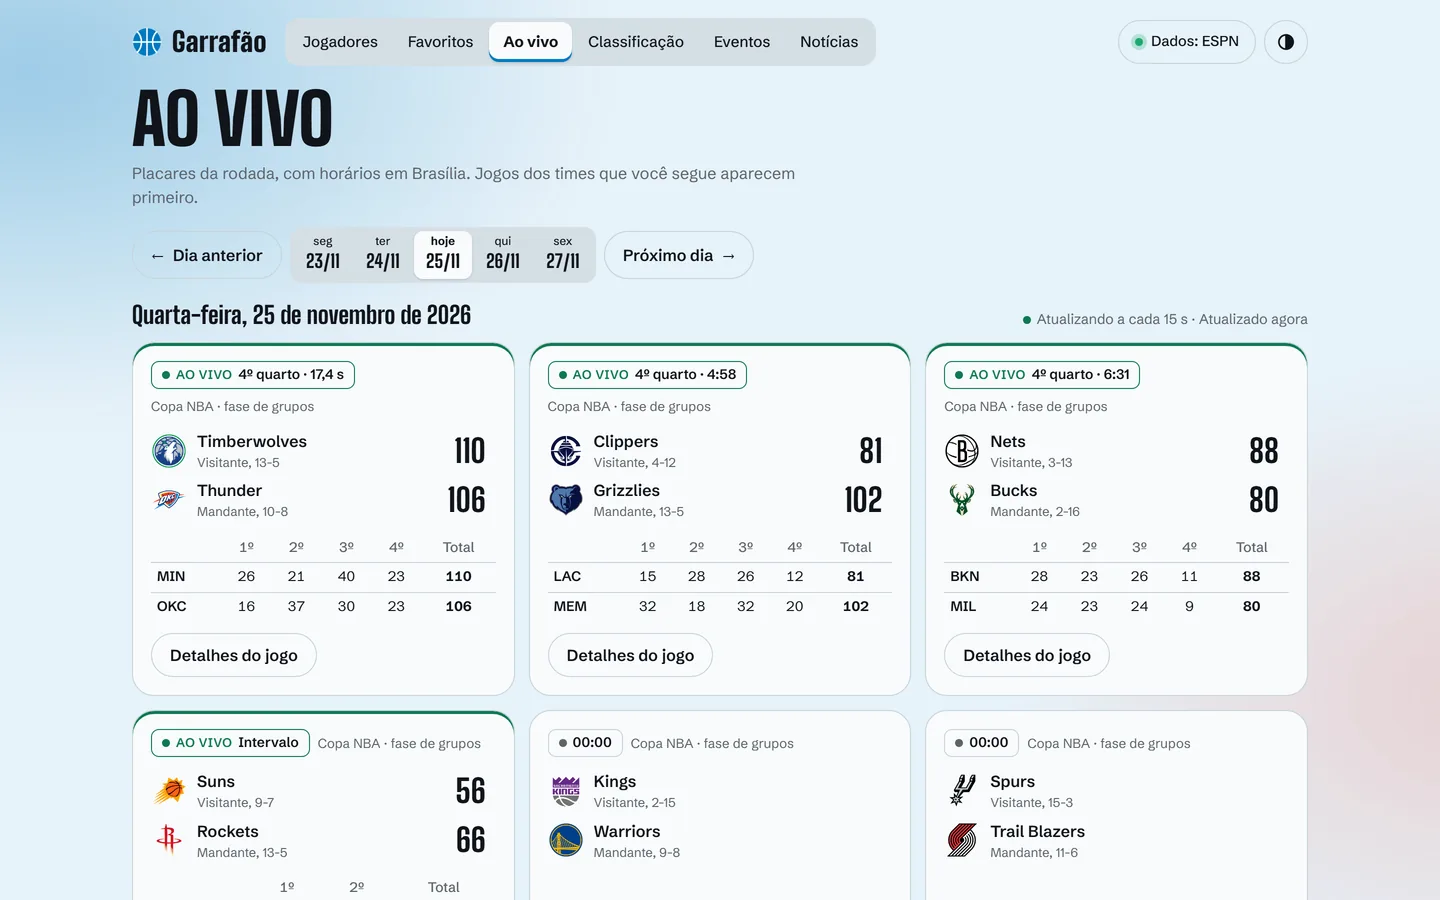 Garrafão
Jogadores Favoritos Ao vivo Classificação Eventos Notícias
Dados: ESPN
AO VIVO
Placares da rodada, com horários em Brasília. Jogos dos times que você segue aparecem
primeiro.
← Dia anterior
seg ter hoje qui sex
23/11 24/11 25/11 26/11 27/11
Próximo dia →
Quarta-feira, 25 de novembro de 2026
Atualizando a cada 15 s · Atualizado agora
AO VIVO 4º quarto · 17,4 s
Copa NBA · fase de grupos
Timberwolves 110
Visitante, 13-5
Thunder 106
Mandante, 10-8
1º 2º 3º 4º Total
MIN 26 21 40 23 110
OKC 16 37 30 23 106
Detalhes do jogo
AO VIVO 4º quarto · 4:58
Copa NBA · fase de grupos
Clippers 81
Visitante, 4-12
Grizzlies 102
Mandante, 13-5
1º 2º 3º 4º Total
LAC 15 28 26 12 81
MEM 32 18 32 20 102
Detalhes do jogo
AO VIVO 4º quarto · 6:31
Copa NBA · fase de grupos
Nets 88
Visitante, 3-13
Bucks 80
Mandante, 2-16
1º 2º 3º 4º Total
BKN 28 23 26 11 88
MIL 24 23 24 9 80
Detalhes do jogo
AO VIVO Intervalo Copa NBA · fase de grupos
Suns 56
Visitante, 9-7
Rockets 66
Mandante, 13-5
1º 2º Total
00:00 Copa NBA · fase de grupos
Kings
Visitante, 2-15
Warriors
Mandante, 9-8
00:00 Copa NBA · fase de grupos
Spurs
Visitante, 15-3
Trail Blazers
Mandante, 11-6